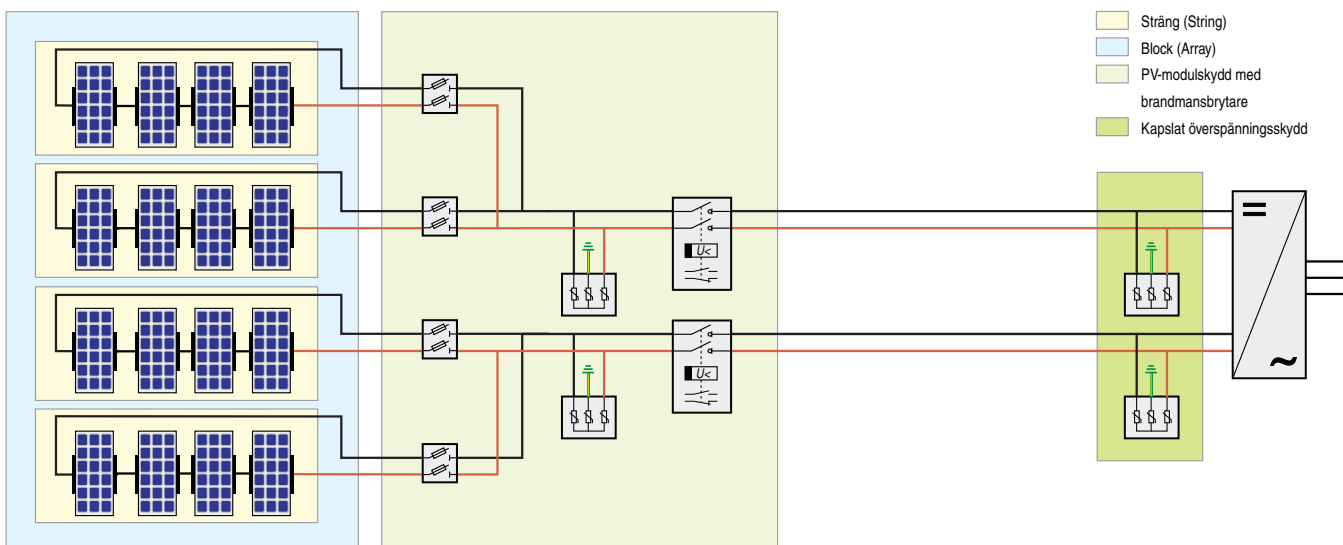 Sträng (String)
Block (Array)
PV-modulskydd med
brandmansbrytare
Kapslat överspänningsskydd
U<
U<